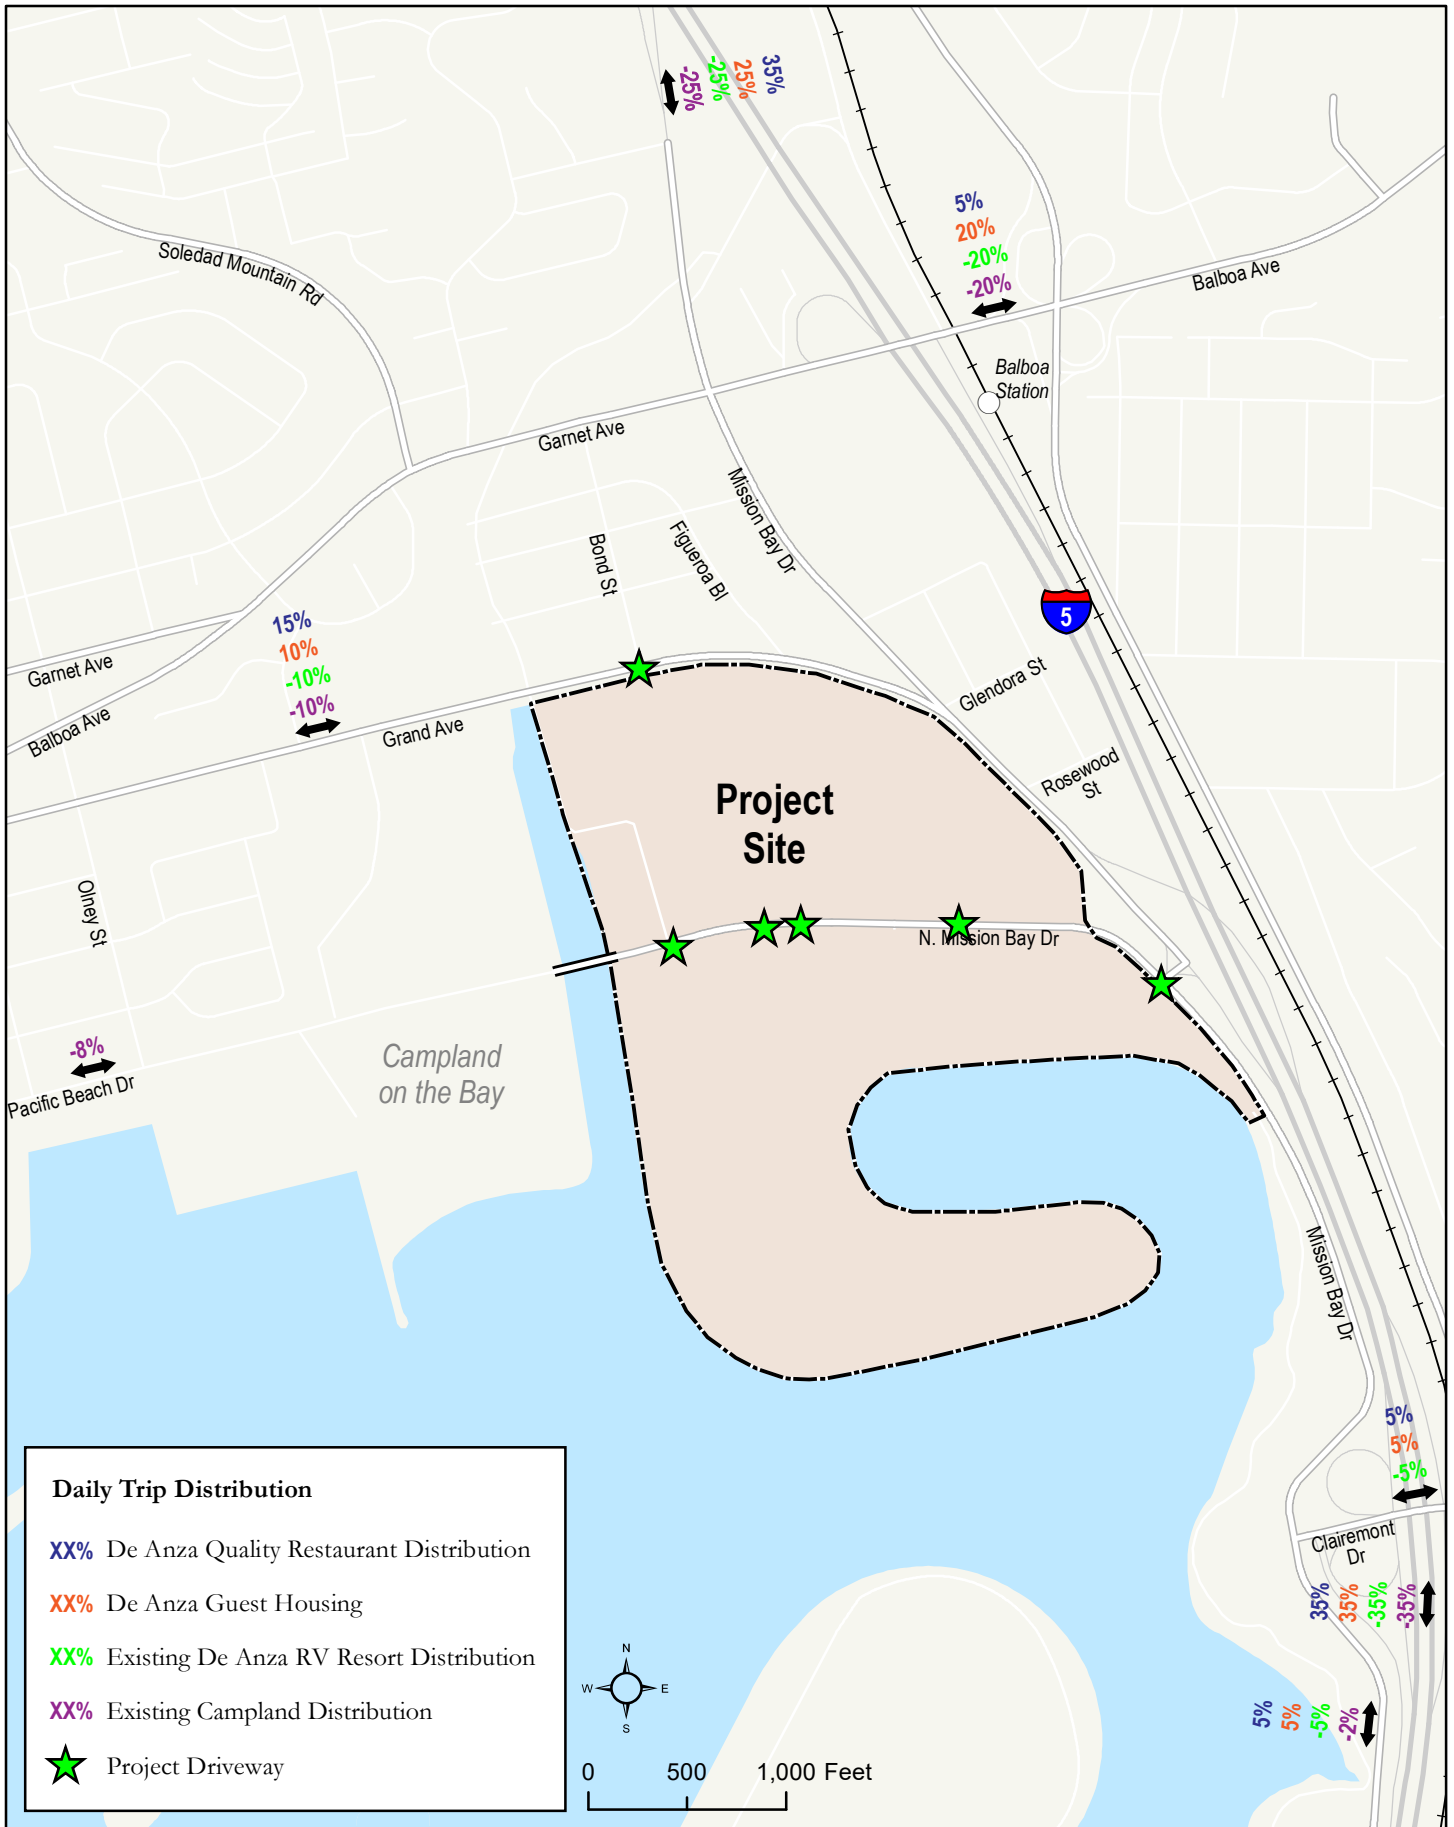 -25%
-25%
25%
35%
5%
20%
-20%
-20%
Balboa Ave
Soledad Mountain Rd
Balboa
Station
Garnet Ave
Mission Bay Dr
Bond St
Figueroa Bl
5
15%
10%
-10%
-10%
Garnet Ave
Balboa Ave
Grand Ave
Glendora St
Rosewood
St
Project
Site
Olney St
N. Mission Bay Dr
-8%
Pacific Beach Dr
Campland
on the Bay
Mission Bay Dr
5%
5%
-5%
Clairemont
Dr
35%
35%
-35%
-35%
5%
5%
-5%
-2%
Daily Trip Distribution
XX% De Anza Quality Restaurant Distribution
XX% De Anza Guest Housing
XX% Existing De Anza RV Resort Distribution
XX% Existing Campland Distribution
Project Driveway
N
W E
S
0 500 1,000 Feet